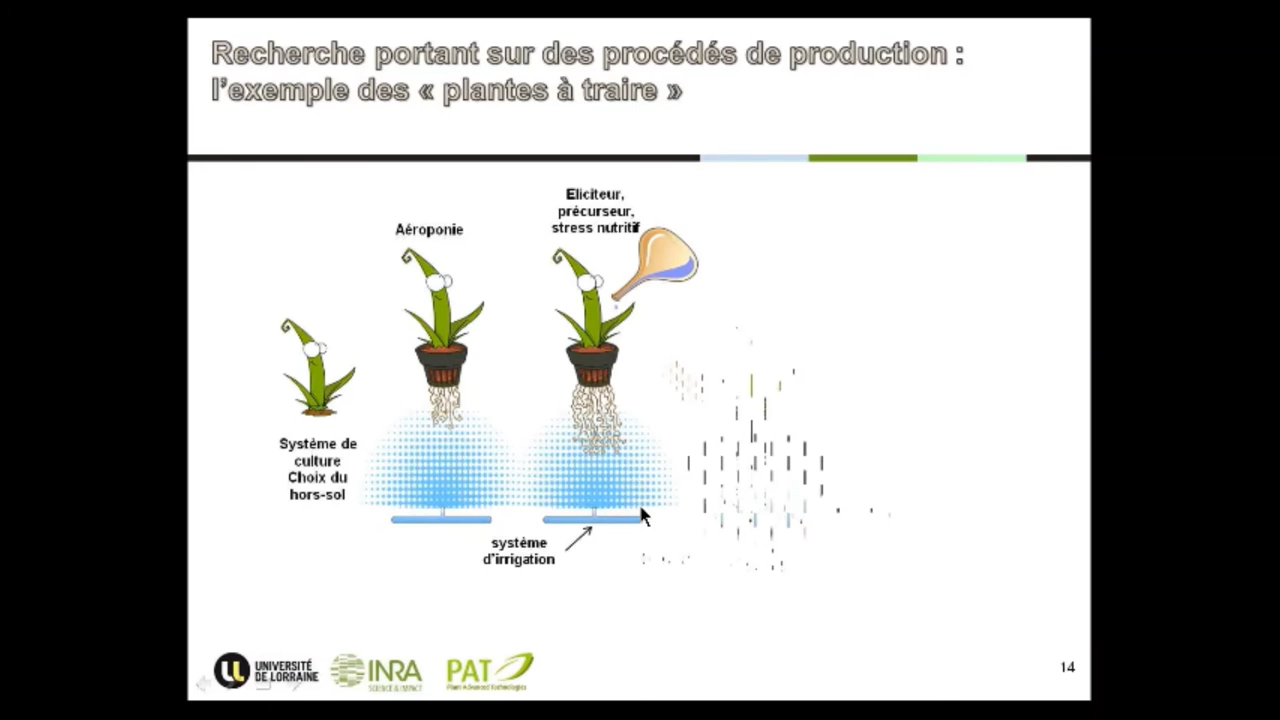 Recherche portant sur des procédés de production :
l'exemple des « plantes à traire »
Eliciteur,
précurseur,
stress nutritif
Aéroponie
Système de
culture
Choix du
hors-sol
système
d'irrigation
UNIVERSITÉ
DE LORRAINE
INRA
SCIENCE & IMPACT
PAT
Plant Advanced Technologies
14